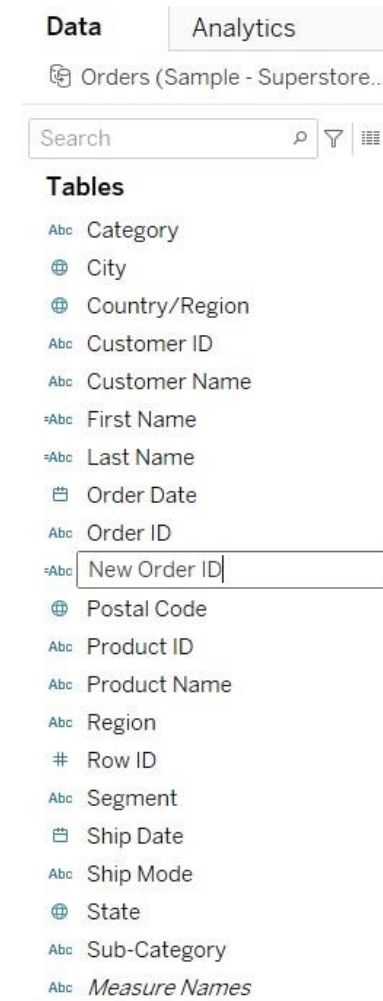 Data Analytics
Orders (Sample - Superstore...
Search
Tables
Abc Category
City
Country/Region
Abc Customer ID
Abc Customer Name
=Abc First Name
=Abc Last Name
Order Date
Abc Order ID
=Abc New Order ID
Postal Code
Abc Product ID
Abc Product Name
Abc Region
# Row ID
Abc Segment
Ship Date
Abc Ship Mode
State
Abc Sub-Category
Abc Measure Names